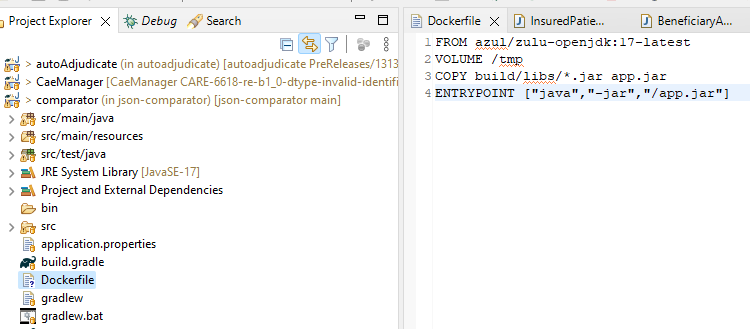 Project Explorer
Debug
Search
autoAdjudicate (in autoadjudicate) [autoadjudicate PreReleases/1313
CaeManager [CaeManager CARE-6618-re-b1_0-dtype-invalid-identifi
comparator (in json-comparator) [json-comparator main]
src/main/java
src/main/resources
src/test/java
JRE System Library [JavaSE-17]
Project and External Dependencies
bin
src
application.properties
build.gradle
Dockerfile
gradlew
gradlew.bat
Dockerfile
InsuredPatie...
BeneficiaryA...
1 FROM azul/zulu-openjdk:17-latest
2 VOLUME /tmp
3 COPY build/libs/*.jar app.jar
4 ENTRYPOINT ["java","-jar","/app.jar"]